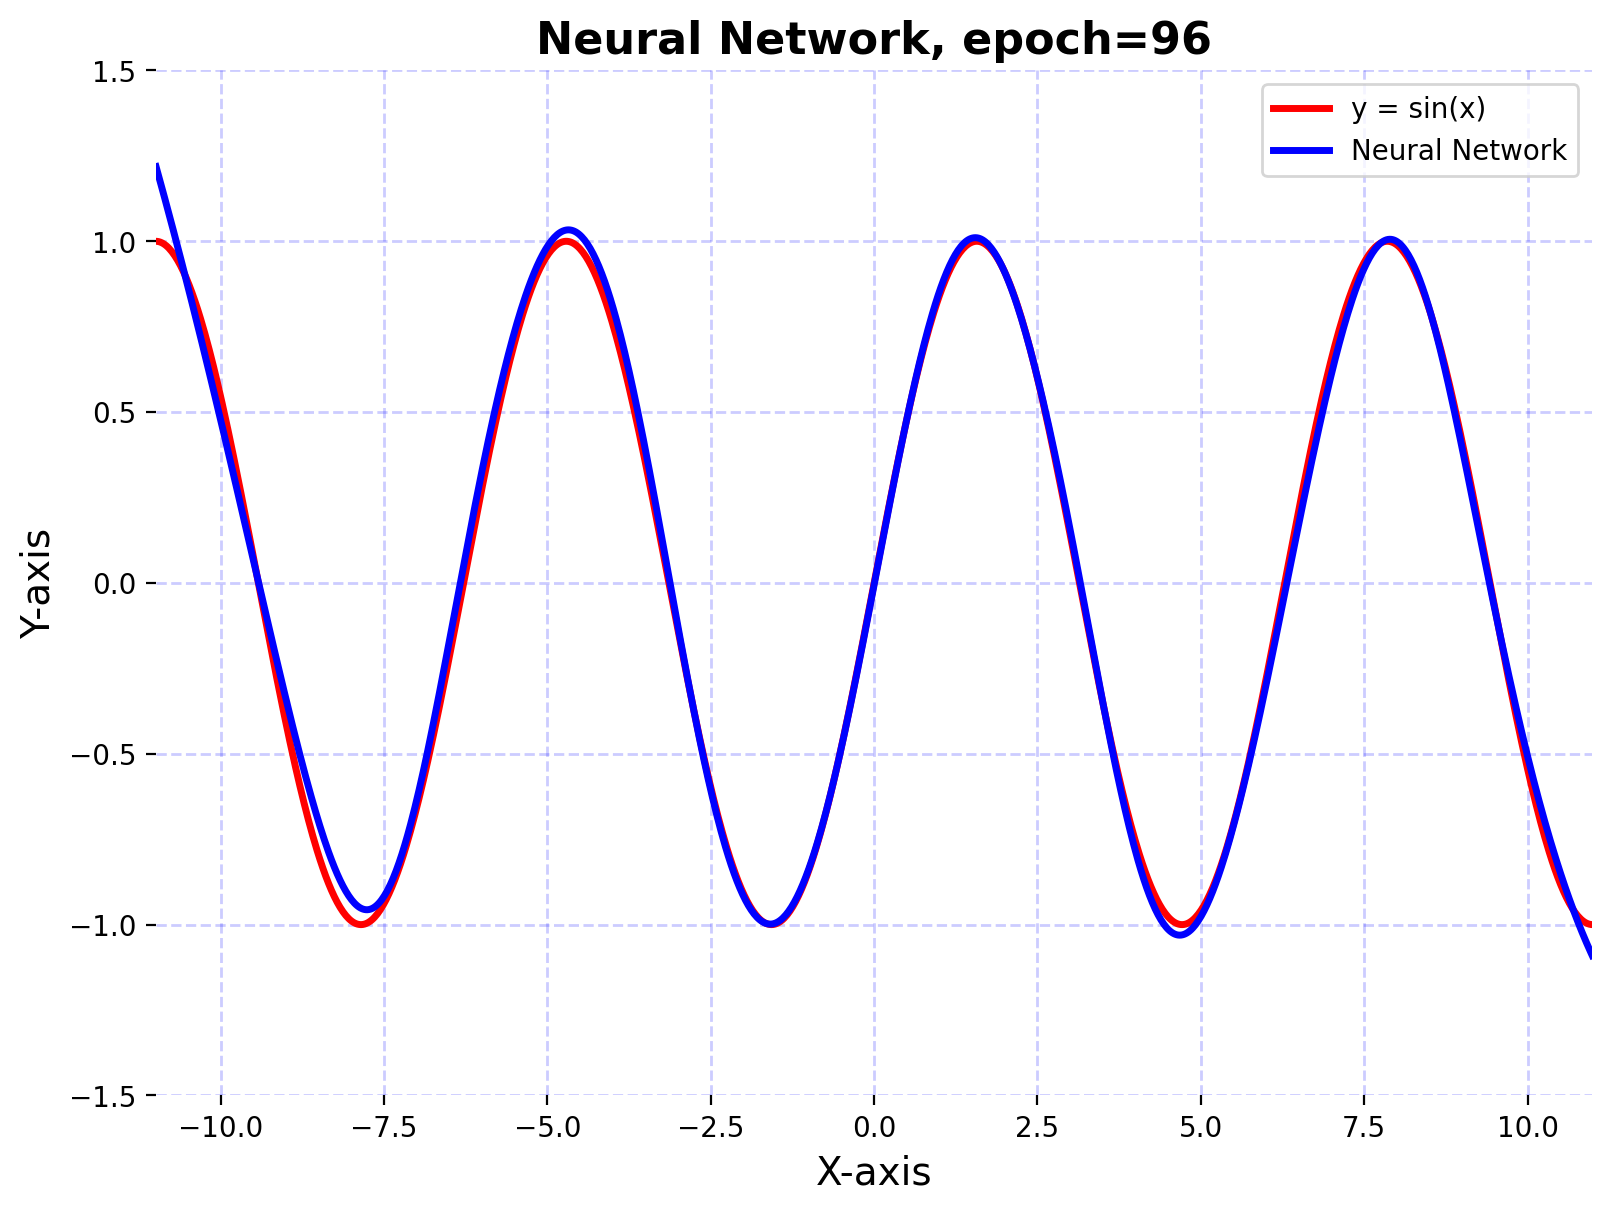 Neural Network, epoch=96
y = sin(x)
Neural Network
1.5
1.0
0.5
0.0
−0.5
−1.0
−1.5
Y-axis
−10.0 −7.5 −5.0 −2.5 0.0 2.5 5.0 7.5 10.0
X-axis